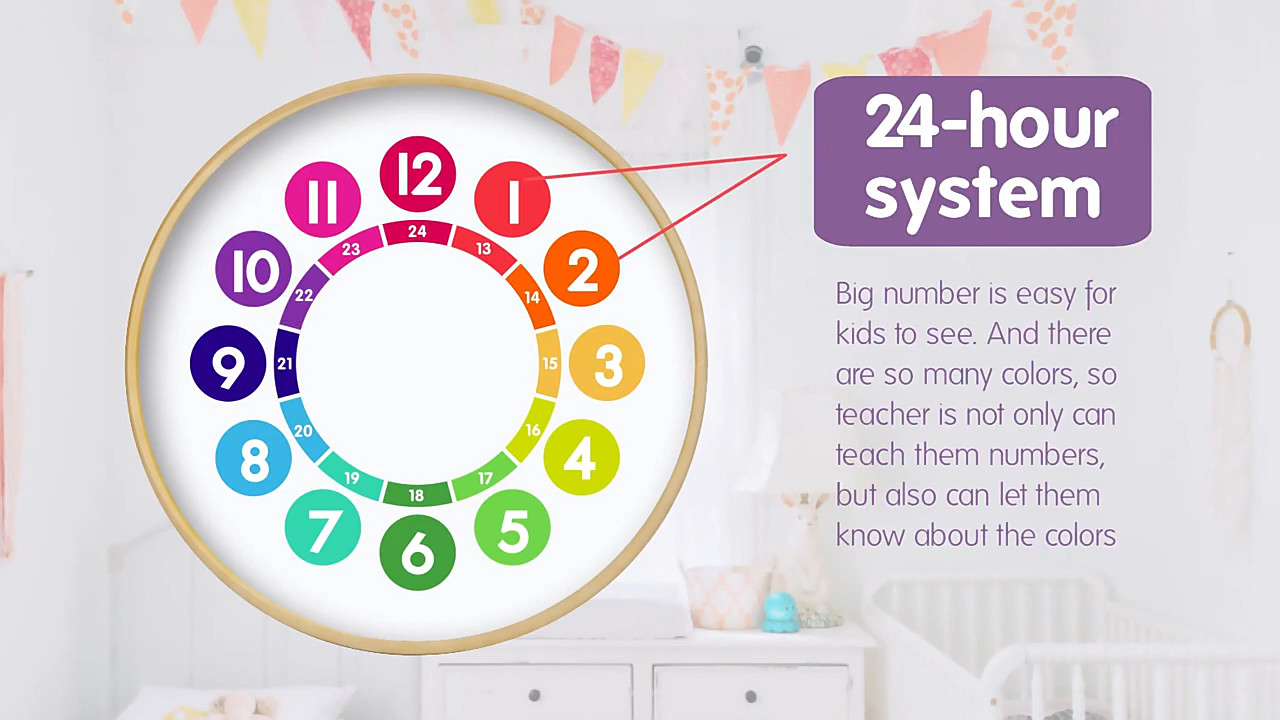 24-hour
system
Big number is easy for
kids to see. And there
are so many colors, so
teacher is not only can
teach them numbers,
but also can let them
know about the colors
12
11
1
10
2
9
3
8
4
7
5
6
24
23
13
22
14
21
15
20
16
19
17
18